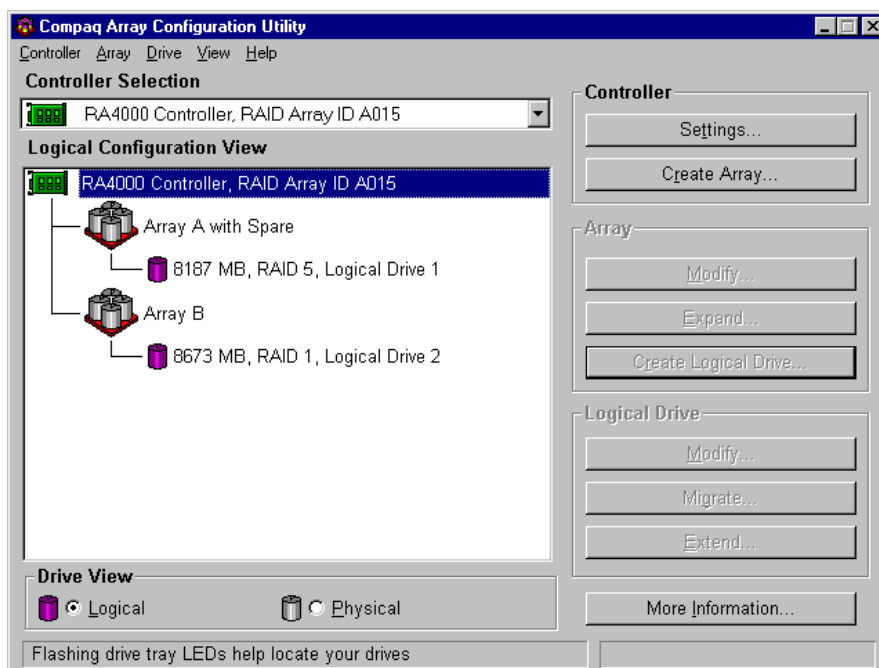 Compaq Array Configuration Utility
Controller Array Drive View Help
Controller Selection
RA4000 Controller, RAID Array ID A015
Logical Configuration View
RA4000 Controller, RAID Array ID A015
Array A with Spare
8187 MB, RAID 5, Logical Drive 1
Array B
8673 MB, RAID 1, Logical Drive 2
Drive View
Logical Physical
Flashing drive tray LEDs help locate your drives
Controller
Settings...
Create Array...
Array
Modify...
Expand...
Create Logical Drive...
Logical Drive
Modify...
Migrate...
Extend...
More Information...